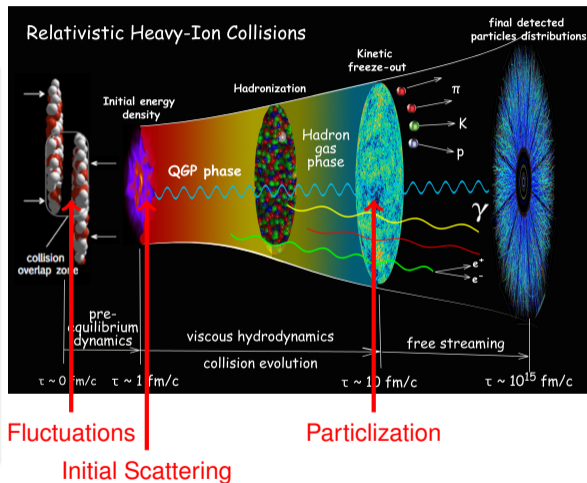 Relativistic Heavy-Ion Collisions
final detected
particles distributions
Kinetic
freeze-out
Hadronization
Initial energy
density
π
K
p
QGP phase
Hadron
gas
phase
γ
collision
overlap zone
e⁺
e⁻
pre-
equilibrium
dynamics
viscous hydrodynamics
collision evolution
free streaming
τ ~ 0 fm/c
τ ~ 1 fm/c
τ ~ 10 fm/c
τ ~ 10¹⁵ fm/c
Fluctuations
Initial Scattering
Particlization